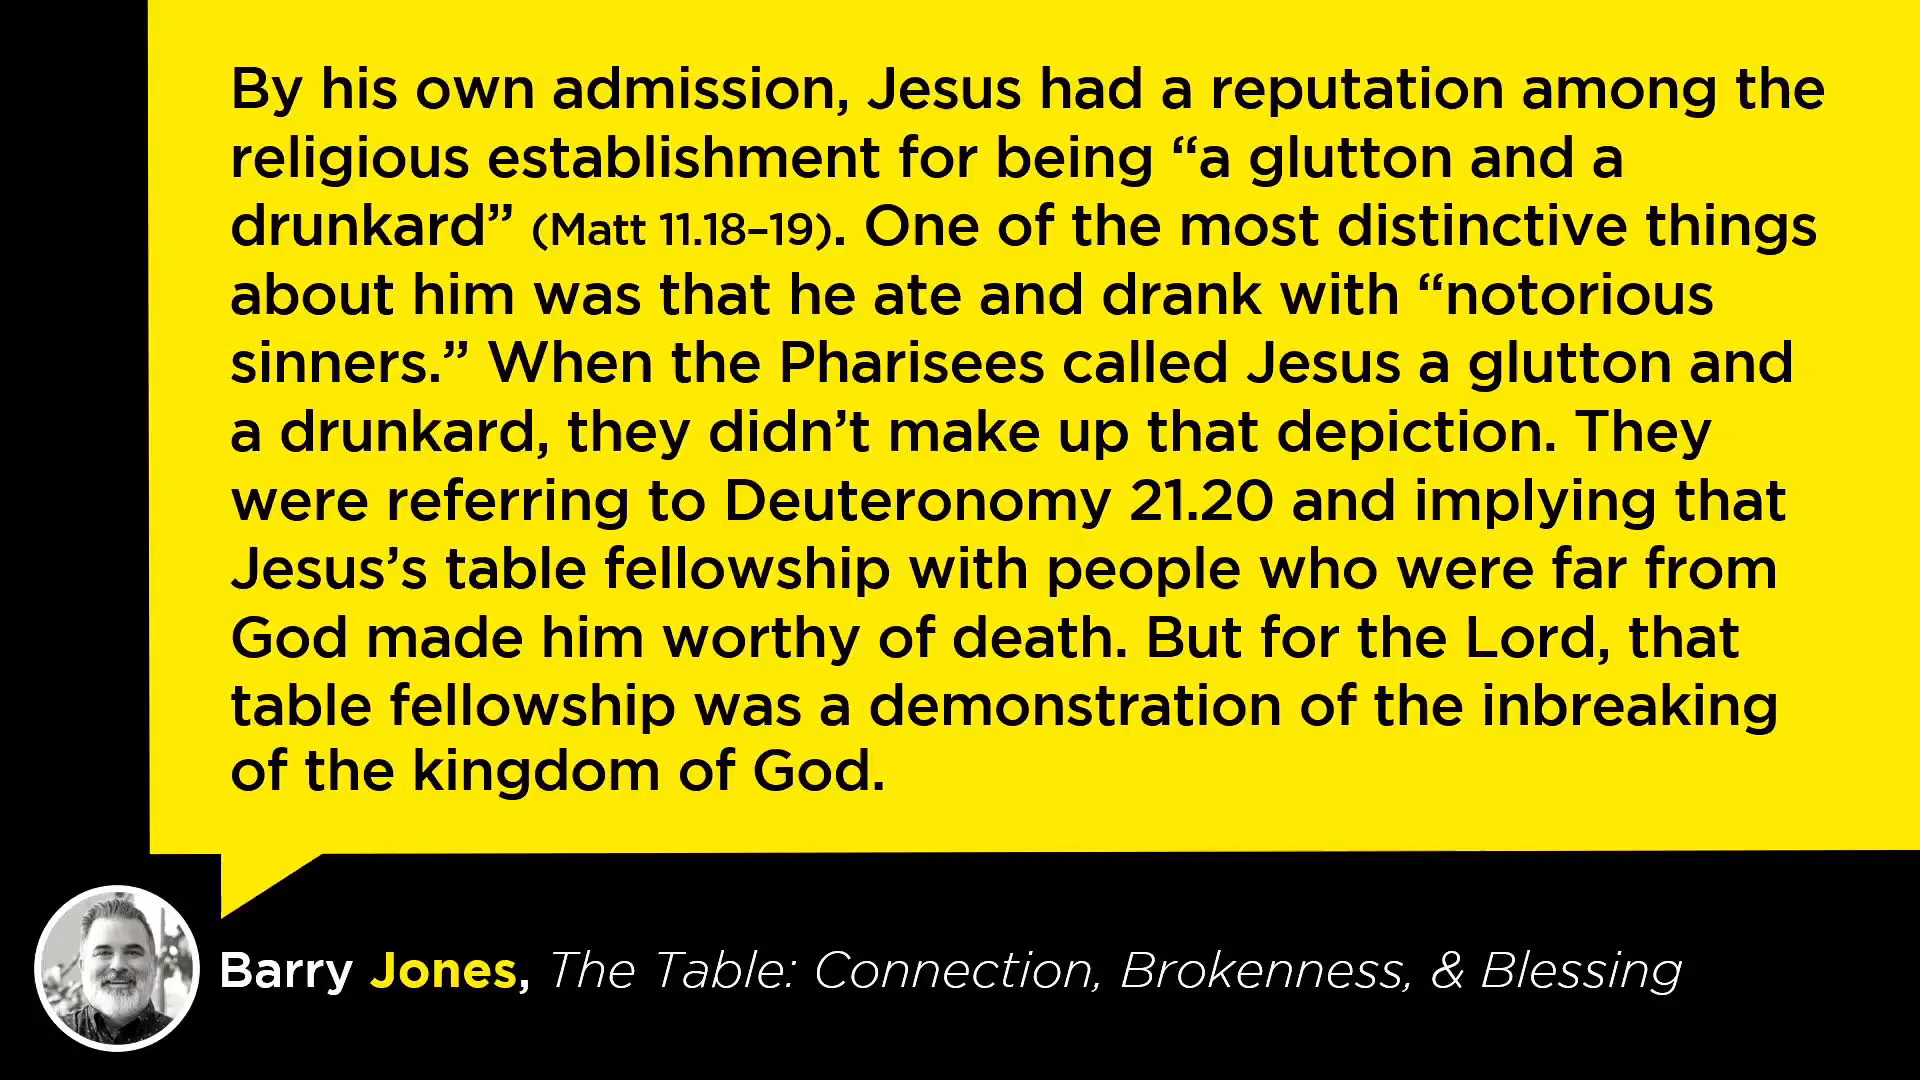 By his own admission, Jesus had a reputation among the
religious establishment for being “a glutton and a
drunkard” (Matt 11.18–19). One of the most distinctive things
about him was that he ate and drank with “notorious
sinners.” When the Pharisees called Jesus a glutton and
a drunkard, they didn’t make up that depiction. They
were referring to Deuteronomy 21.20 and implying that
Jesus’s table fellowship with people who were far from
God made him worthy of death. But for the Lord, that
table fellowship was a demonstration of the inbreaking
of the kingdom of God.
Barry Jones, The Table: Connection, Brokenness, & Blessing